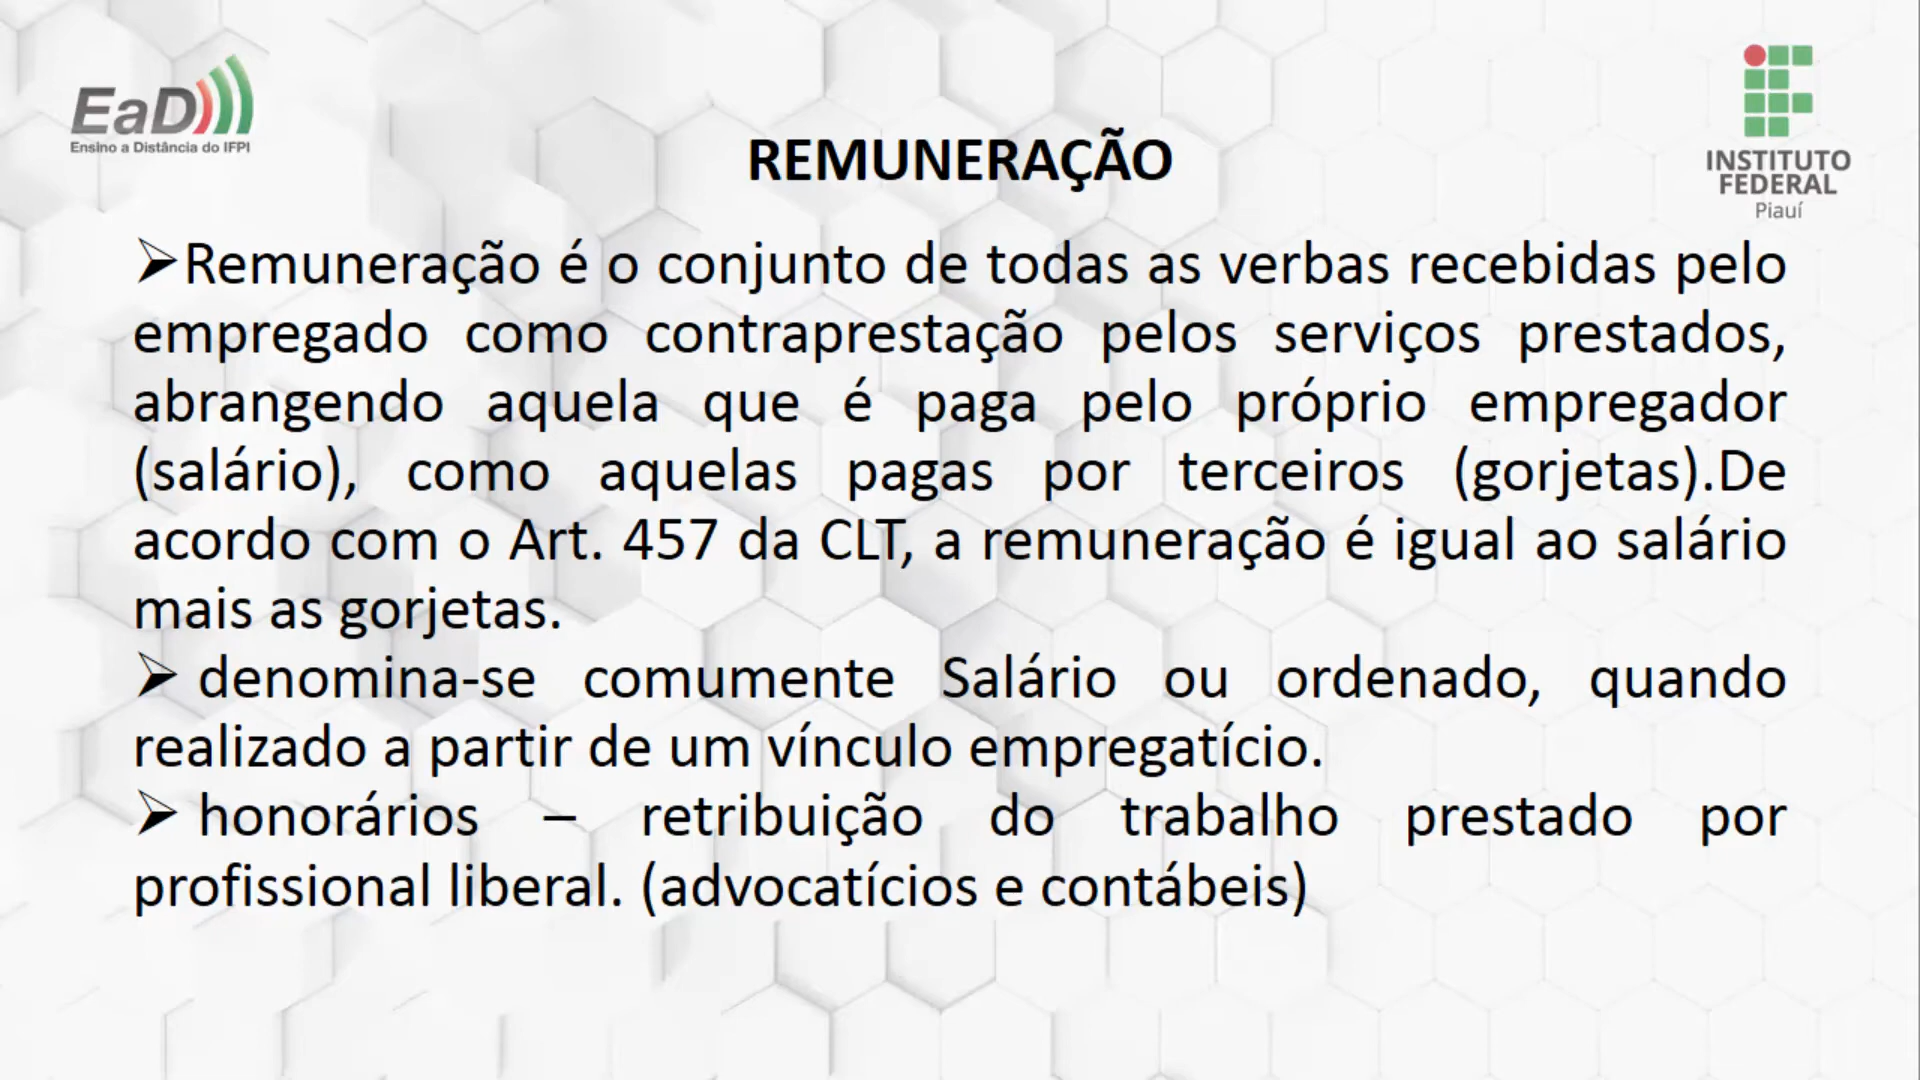 EaD
Ensino a Distância do IFPI
INSTITUTO
FEDERAL
Piauí
REMUNERAÇÃO
➢Remuneração é o conjunto de todas as verbas recebidas pelo
empregado como contraprestação pelos serviços prestados,
abrangendo aquela que é paga pelo próprio empregador
(salário), como aquelas pagas por terceiros (gorjetas).De
acordo com o Art. 457 da CLT, a remuneração é igual ao salário
mais as gorjetas.
➢ denomina-se comumente Salário ou ordenado, quando
realizado a partir de um vínculo empregatício.
➢ honorários – retribuição do trabalho prestado por
profissional liberal. (advocatícios e contábeis)